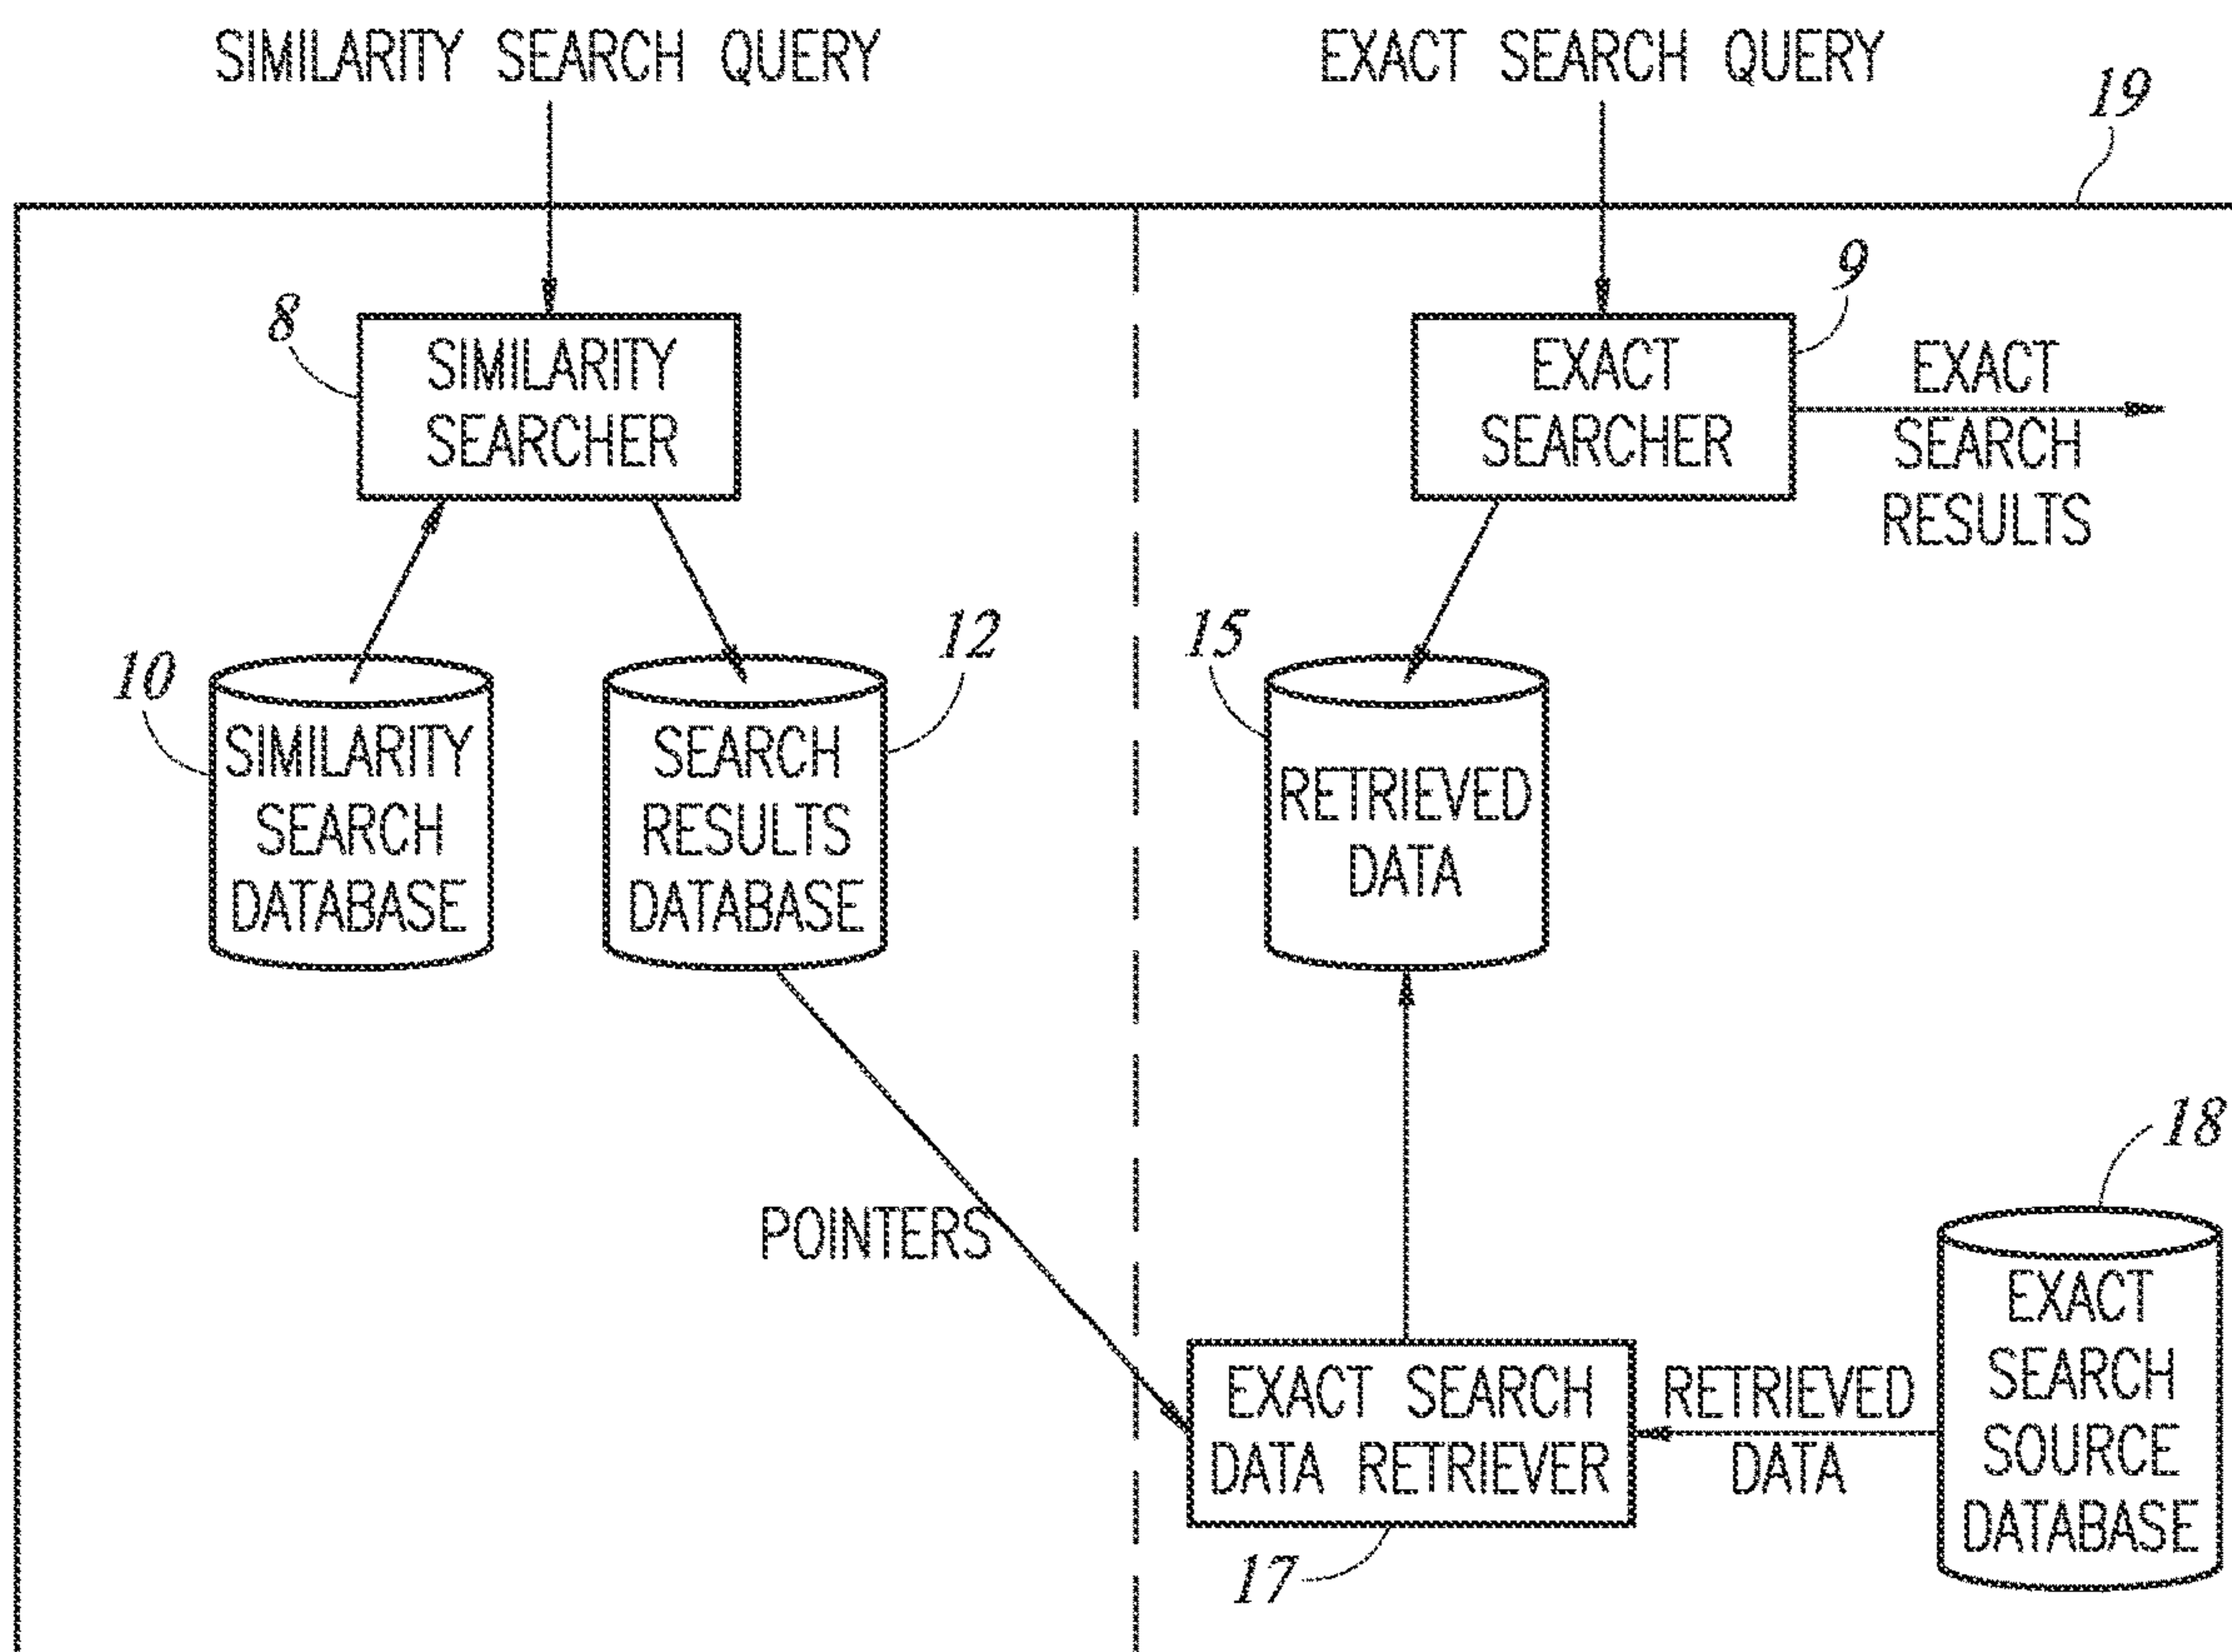 SIMILARITY SEARCH QUERY
EXACT SEARCH QUERY
19
8
SIMILARITY
SEARCHER
9
EXACT
SEARCHER
EXACT
SEARCH
RESULTS
10
SIMILARITY
SEARCH
DATABASE
12
SEARCH
RESULTS
DATABASE
15
RETRIEVED
DATA
POINTERS
EXACT SEARCH
DATA RETRIEVER
17
RETRIEVED
DATA
18
EXACT
SEARCH
SOURCE
DATABASE